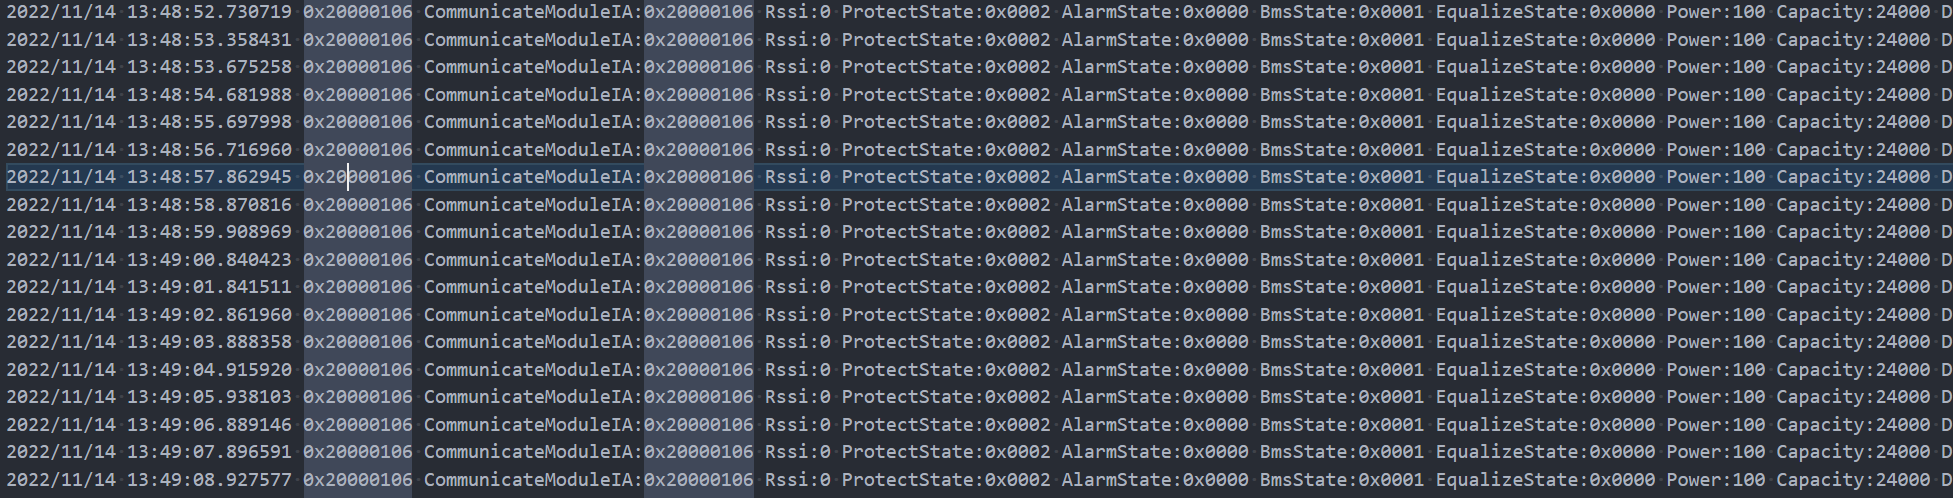 2022/11/14 13:48:52.730719 0x20000106 CommunicateModuleIA:0x20000106 Rssi:0 ProtectState:0x0002 AlarmState:0x0000 BmsState:0x0001 EqualizeState:0x0000 Power:100 Capacity:24000 D
2022/11/14 13:48:53.358431 0x20000106 CommunicateModuleIA:0x20000106 Rssi:0 ProtectState:0x0002 AlarmState:0x0000 BmsState:0x0001 EqualizeState:0x0000 Power:100 Capacity:24000 D
2022/11/14 13:48:53.675258 0x20000106 CommunicateModuleIA:0x20000106 Rssi:0 ProtectState:0x0002 AlarmState:0x0000 BmsState:0x0001 EqualizeState:0x0000 Power:100 Capacity:24000 D
2022/11/14 13:48:54.681988 0x20000106 CommunicateModuleIA:0x20000106 Rssi:0 ProtectState:0x0002 AlarmState:0x0000 BmsState:0x0001 EqualizeState:0x0000 Power:100 Capacity:24000 D
2022/11/14 13:48:55.697998 0x20000106 CommunicateModuleIA:0x20000106 Rssi:0 ProtectState:0x0002 AlarmState:0x0000 BmsState:0x0001 EqualizeState:0x0000 Power:100 Capacity:24000 D
2022/11/14 13:48:56.716960 0x20000106 CommunicateModuleIA:0x20000106 Rssi:0 ProtectState:0x0002 AlarmState:0x0000 BmsState:0x0001 EqualizeState:0x0000 Power:100 Capacity:24000 D
2022/11/14 13:48:57.862945 0x20000106 CommunicateModuleIA:0x20000106 Rssi:0 ProtectState:0x0002 AlarmState:0x0000 BmsState:0x0001 EqualizeState:0x0000 Power:100 Capacity:24000 D
2022/11/14 13:48:58.870816 0x20000106 CommunicateModuleIA:0x20000106 Rssi:0 ProtectState:0x0002 AlarmState:0x0000 BmsState:0x0001 EqualizeState:0x0000 Power:100 Capacity:24000 D
2022/11/14 13:48:59.908969 0x20000106 CommunicateModuleIA:0x20000106 Rssi:0 ProtectState:0x0002 AlarmState:0x0000 BmsState:0x0001 EqualizeState:0x0000 Power:100 Capacity:24000 D
2022/11/14 13:49:00.840423 0x20000106 CommunicateModuleIA:0x20000106 Rssi:0 ProtectState:0x0002 AlarmState:0x0000 BmsState:0x0001 EqualizeState:0x0000 Power:100 Capacity:24000 D
2022/11/14 13:49:01.841511 0x20000106 CommunicateModuleIA:0x20000106 Rssi:0 ProtectState:0x0002 AlarmState:0x0000 BmsState:0x0001 EqualizeState:0x0000 Power:100 Capacity:24000 D
2022/11/14 13:49:02.861960 0x20000106 CommunicateModuleIA:0x20000106 Rssi:0 ProtectState:0x0002 AlarmState:0x0000 BmsState:0x0001 EqualizeState:0x0000 Power:100 Capacity:24000 D
2022/11/14 13:49:03.888358 0x20000106 CommunicateModuleIA:0x20000106 Rssi:0 ProtectState:0x0002 AlarmState:0x0000 BmsState:0x0001 EqualizeState:0x0000 Power:100 Capacity:24000 D
2022/11/14 13:49:04.915920 0x20000106 CommunicateModuleIA:0x20000106 Rssi:0 ProtectState:0x0002 AlarmState:0x0000 BmsState:0x0001 EqualizeState:0x0000 Power:100 Capacity:24000 D
2022/11/14 13:49:05.938103 0x20000106 CommunicateModuleIA:0x20000106 Rssi:0 ProtectState:0x0002 AlarmState:0x0000 BmsState:0x0001 EqualizeState:0x0000 Power:100 Capacity:24000 D
2022/11/14 13:49:06.889146 0x20000106 CommunicateModuleIA:0x20000106 Rssi:0 ProtectState:0x0002 AlarmState:0x0000 BmsState:0x0001 EqualizeState:0x0000 Power:100 Capacity:24000 D
2022/11/14 13:49:07.896591 0x20000106 CommunicateModuleIA:0x20000106 Rssi:0 ProtectState:0x0002 AlarmState:0x0000 BmsState:0x0001 EqualizeState:0x0000 Power:100 Capacity:24000 D
2022/11/14 13:49:08.927577 0x20000106 CommunicateModuleIA:0x20000106 Rssi:0 ProtectState:0x0002 AlarmState:0x0000 BmsState:0x0001 EqualizeState:0x0000 Power:100 Capacity:24000 D